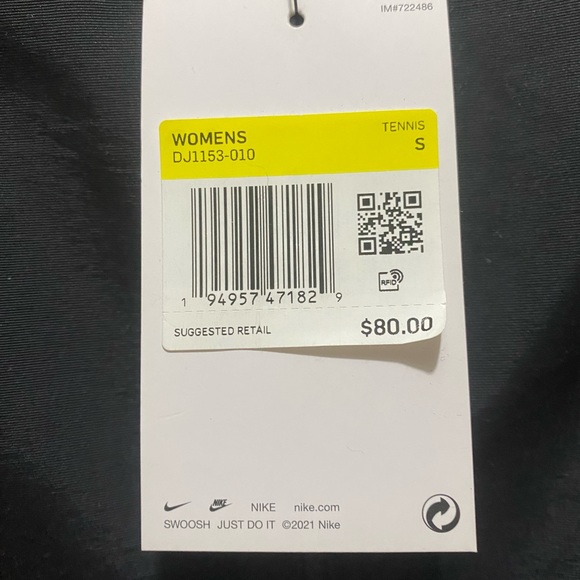 IM#722486
WOMENS TENNIS
DJ1153-010 S
RFID
1 94957 47182 9
SUGGESTED RETAIL $80.00
NIKE NIKE nike.com
SWOOSH JUST DO IT ©2021 Nike